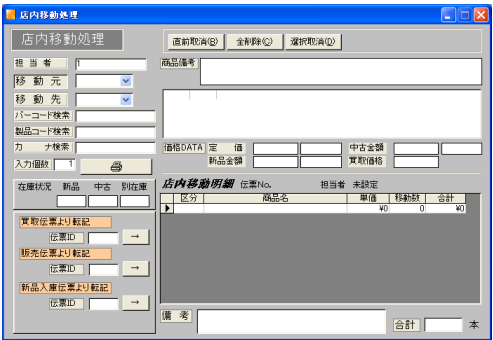 店内移動処理
店内移動処理
直前取消(B) 全削除(C) 選択取消(D)
担当者 1
商品備考
移動元
移動先
バーコード検索
製品コード検索
カナ検索
価格DATA 定価 中古金額
新品金額 買取価格
入力個数 1
在庫状況 新品 中古 別在庫
店内移動明細 伝票No. 担当者 未設定
区分 商品名 単価 移動数 合計
¥0 0 ¥0
買取伝票より転記
伝票ID →
販売伝票より転記
伝票ID →
新品入庫伝票より転記
伝票ID →
備考
合計 本